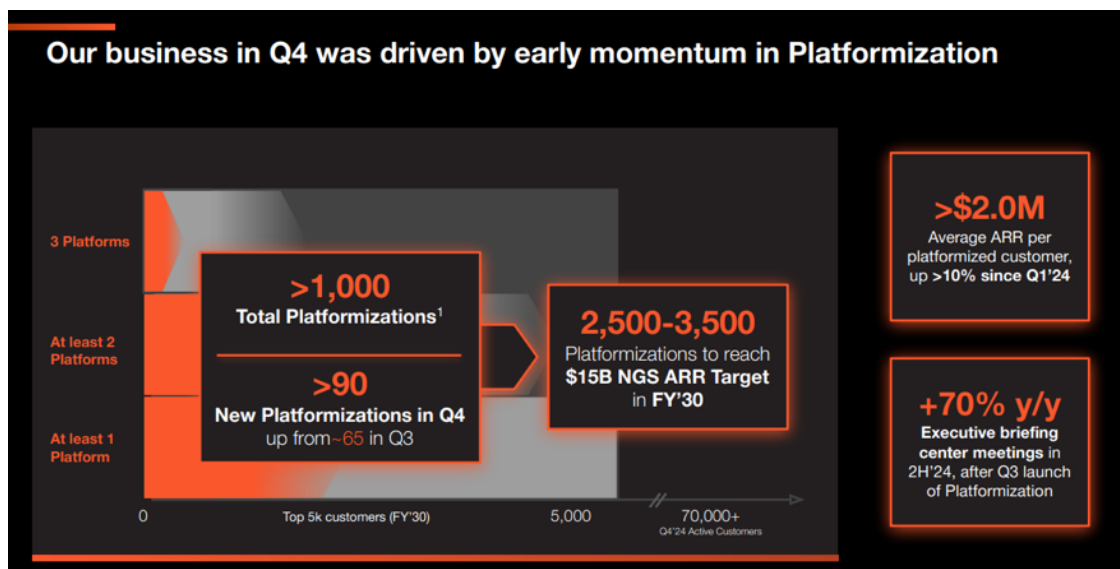 Our business in Q4 was driven by early momentum in Platformization
3 Platforms
At least 2
Platforms
At least 1
Platform
>1,000
Total Platformizations¹
>90
New Platformizations in Q4
up from~65 in Q3
2,500-3,500
Platformizations to reach
$15B NGS ARR Target
in FY'30
0
Top 5k customers (FY'30)
5,000
70,000+
Q4'24 Active Customers
>$2.0M
Average ARR per
platformized customer,
up >10% since Q1'24
+70% y/y
Executive briefing
center meetings in
2H'24, after Q3 launch
of Platformization